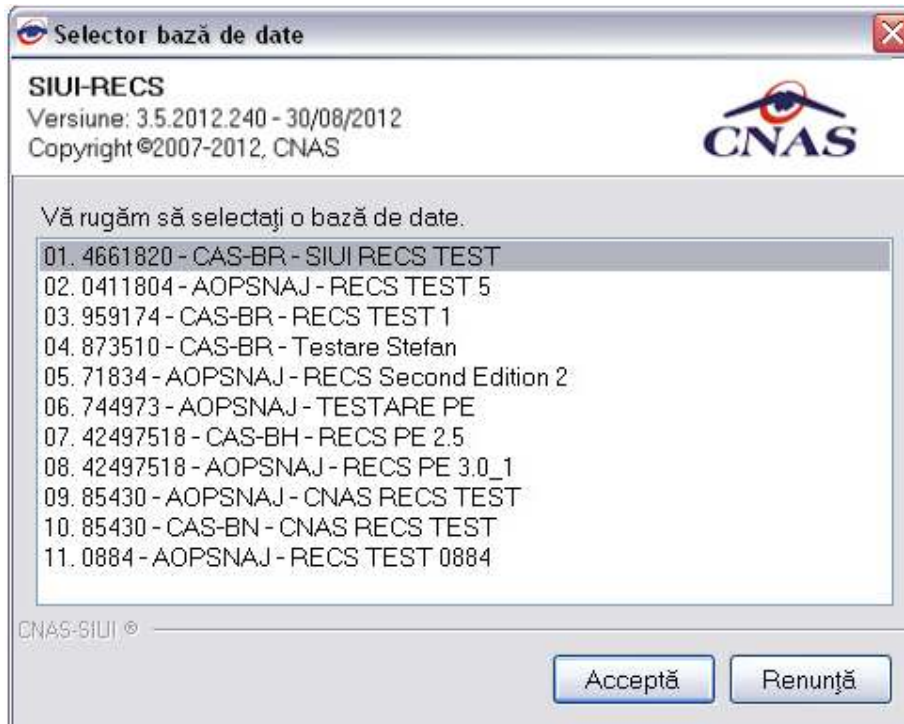 Selector bază de date
SIUI-RECS
Versiune: 3.5.2012.240 - 30/08/2012
Copyright ©2007-2012, CNAS
CNAS
Vă rugăm să selectaţi o bază de date.
01. 4661820 - CAS-BR - SIUI RECS TEST
02. 0411804 - AOPSNAJ - RECS TEST 5
03. 959174 - CAS-BR - RECS TEST 1
04. 873510 - CAS-BR - Testare Stefan
05. 71834 - AOPSNAJ - RECS Second Edition 2
06. 744973 - AOPSNAJ - TESTARE PE
07. 42497518 - CAS-BH - RECS PE 2.5
08. 42497518 - AOPSNAJ - RECS PE 3.0_1
09. 85430 - AOPSNAJ - CNAS RECS TEST
10. 85430 - CAS-BN - CNAS RECS TEST
11. 0884 - AOPSNAJ - RECS TEST 0884
CNAS-SIUI ®
Acceptă
Renunţă